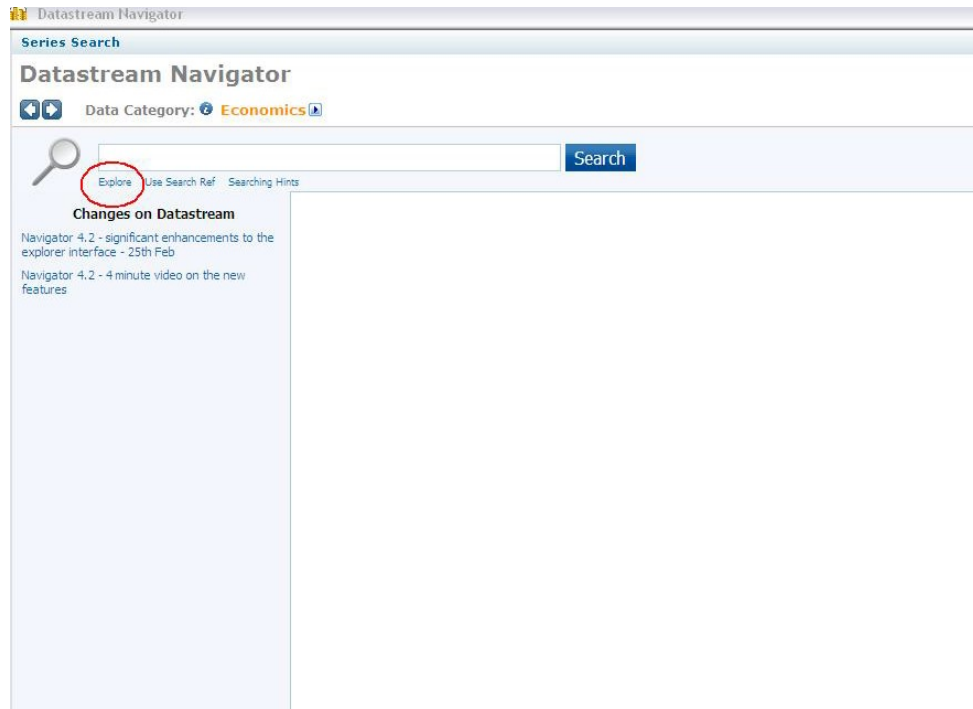 Datastream Navigator
Series Search
Datastream Navigator
Data Category: Economics
Search
Explore Use Search Ref Searching Hints
Changes on Datastream
Navigator 4.2 - significant enhancements to the
explorer interface - 25th Feb
Navigator 4.2 - 4 minute video on the new
features